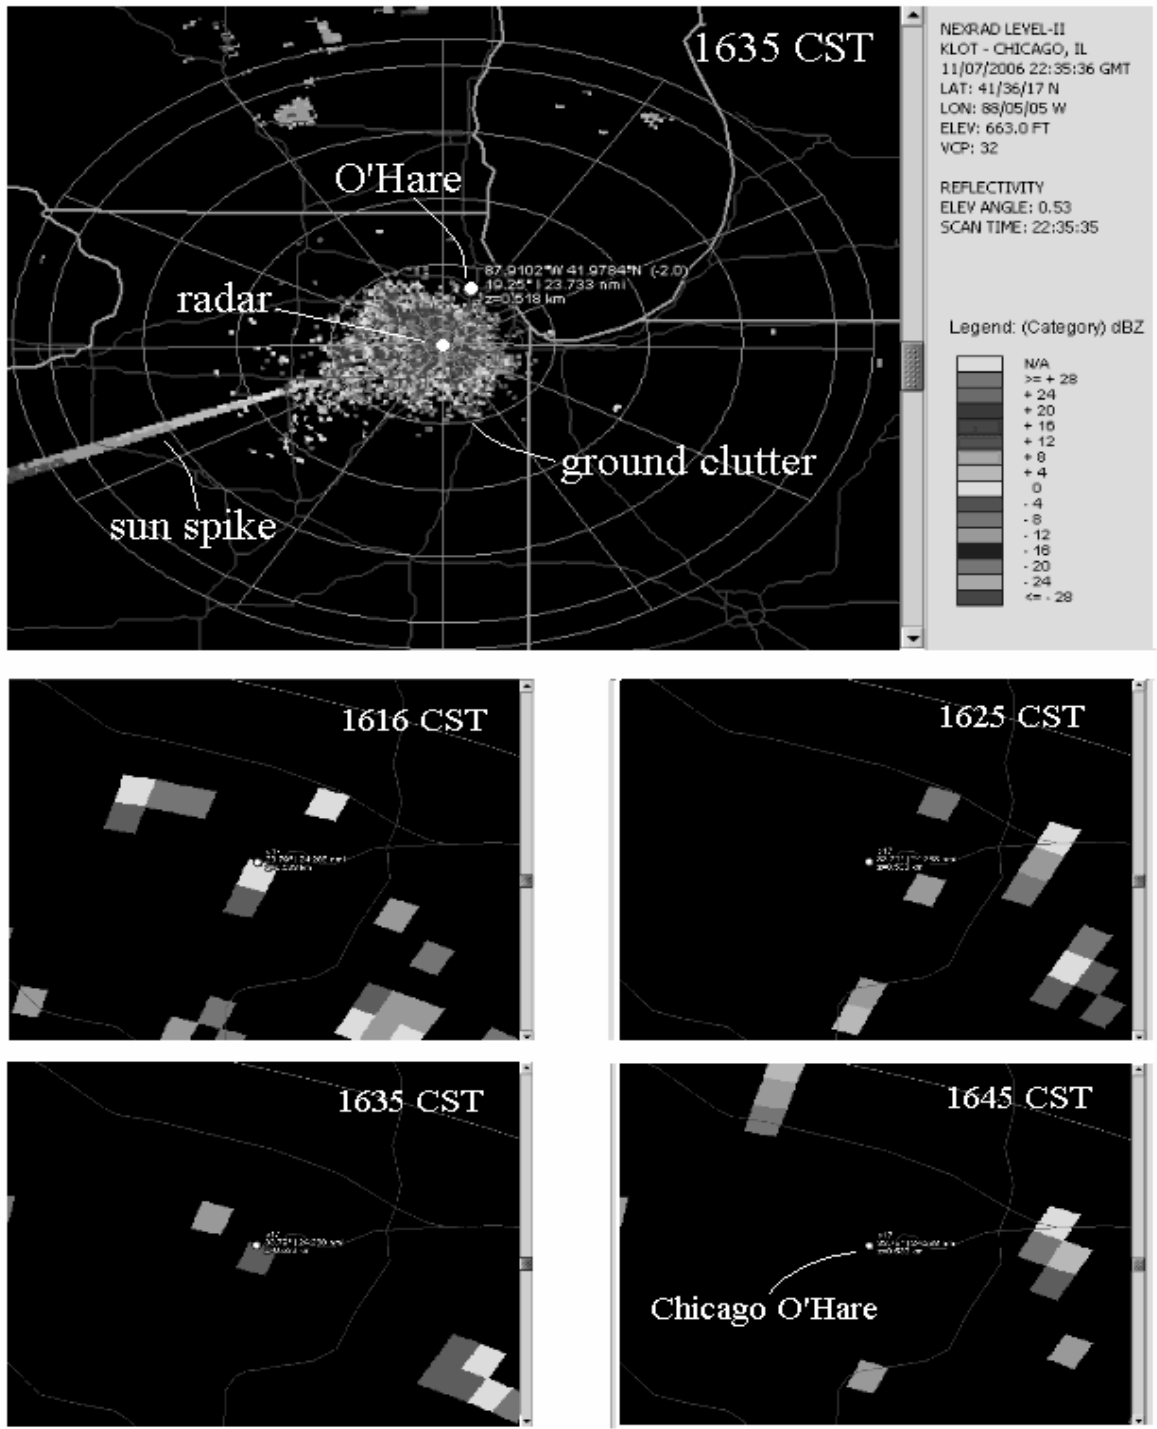 1635 CST
O'Hare
87.9102°W 41.9784°N (-2.0)
19.25° | 23.733 nmi
z=0.518 km
radar
ground clutter
sun spike
NEXRAD LEVEL-II
KLOT - CHICAGO, IL
11/07/2006 22:35:36 GMT
LAT: 41/36/17 N
LON: 88/05/05 W
ELEV: 663.0 FT
VCP: 32
REFLECTIVITY
ELEV ANGLE: 0.53
SCAN TIME: 22:35:35
Legend: (Category) dBZ
N/A
>= + 28
+ 24
+ 20
+ 16
+ 12
+ 8
+ 4
0
- 4
- 8
- 12
- 16
- 20
- 24
<= - 28
1616 CST
1625 CST
1635 CST
1645 CST
Chicago O'Hare